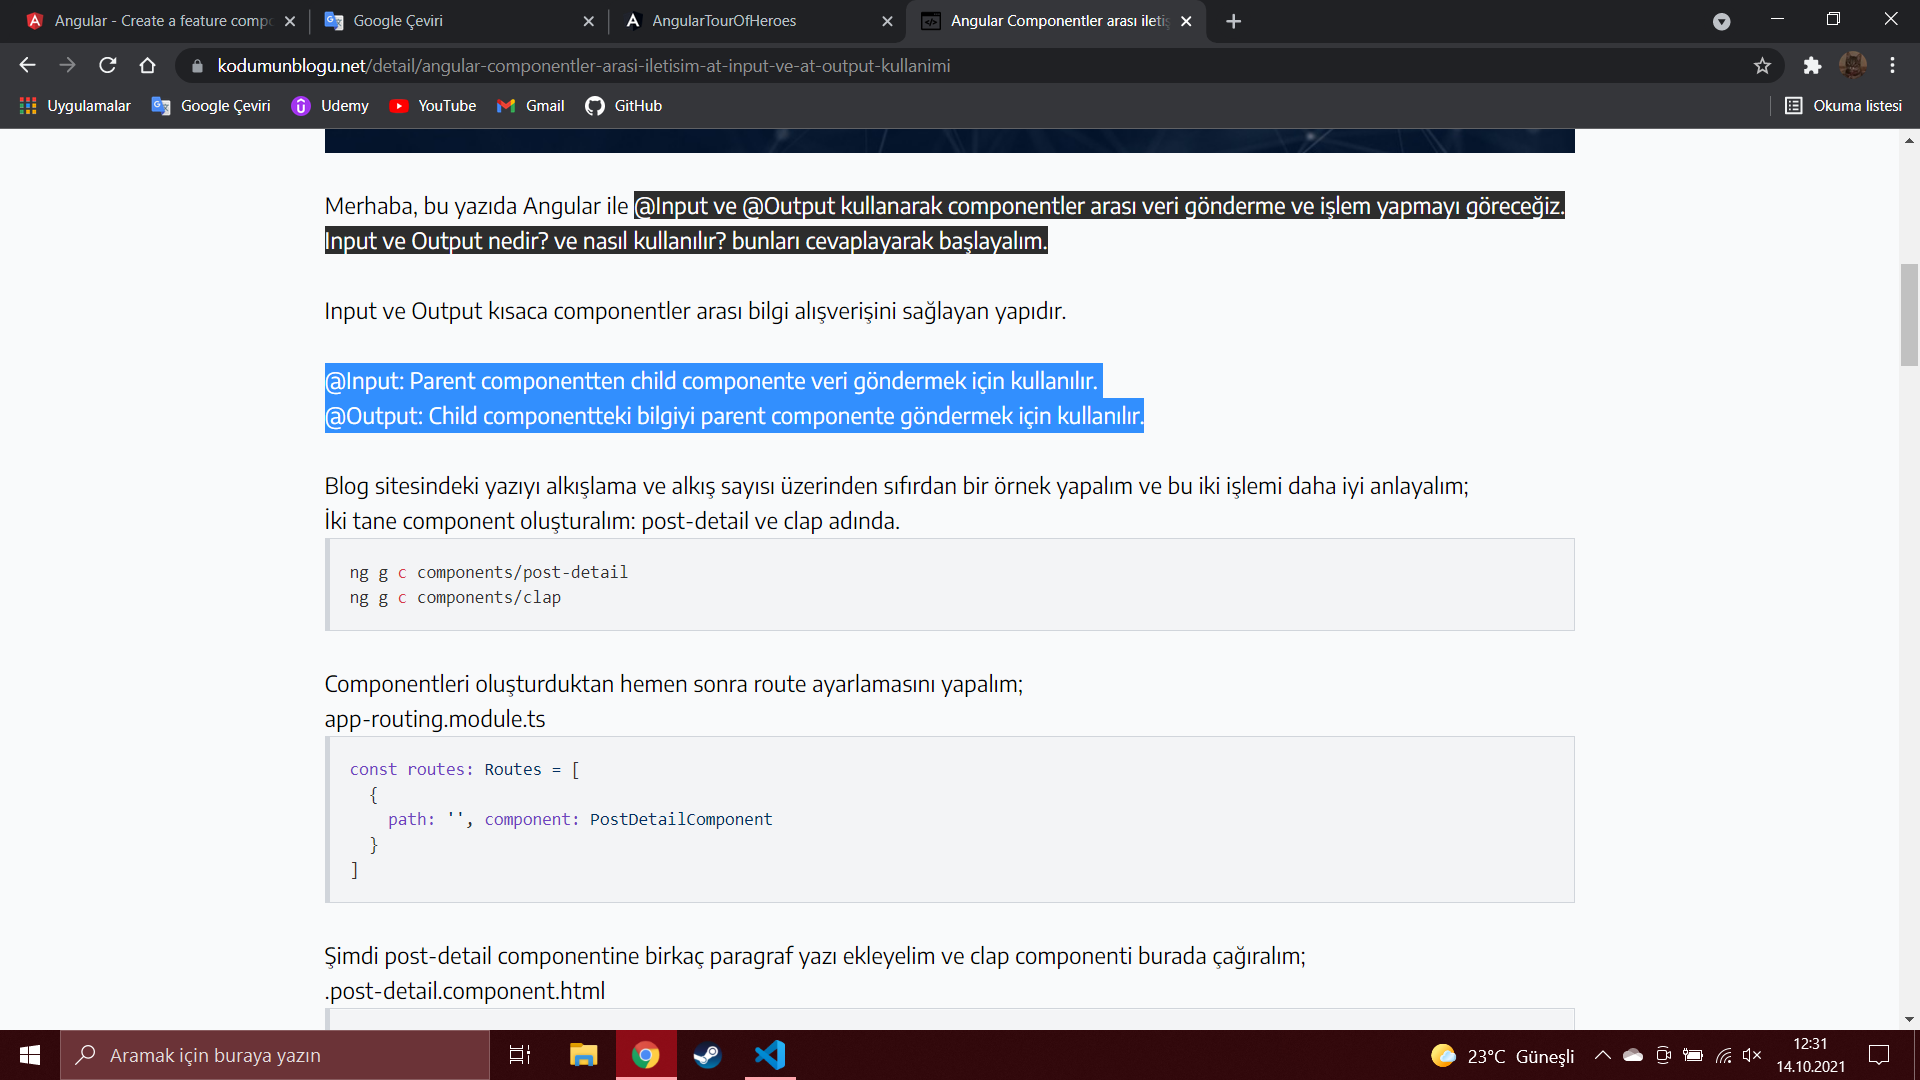 Angular - Create a feature compo
Google Çeviri
AngularTourOfHeroes
Angular Componentler arası iletiş
kodumunblogu.net/detail/angular-componentler-arasi-iletisim-at-input-ve-at-output-kullanimi
Uygulamalar
Google Çeviri
Udemy
YouTube
Gmail
GitHub
Okuma listesi
Merhaba, bu yazıda Angular ile @Input ve @Output kullanarak componentler arası veri gönderme ve işlem yapmayı göreceğiz.
Input ve Output nedir? ve nasıl kullanılır? bunları cevaplayarak başlayalım.
Input ve Output kısaca componentler arası bilgi alışverişini sağlayan yapıdır.
@Input: Parent componentten child componente veri göndermek için kullanılır.
@Output: Child componentteki bilgiyi parent componente göndermek için kullanılır.
Blog sitesindeki yazıyı alkışlama ve alkış sayısı üzerinden sıfırdan bir örnek yapalım ve bu iki işlemi daha iyi anlayalım;
İki tane component oluşturalım: post-detail ve clap adında.
ng g c components/post-detail
ng g c components/clap
Componentleri oluşturduktan hemen sonra route ayarlamasını yapalım;
app-routing.module.ts
const routes: Routes = [
{
path: '', component: PostDetailComponent
}
]
Şimdi post-detail componentine birkaç paragraf yazı ekleyelim ve clap componenti burada çağıralım;
.post-detail.component.html
Aramak için buraya yazın
23°C Güneşli
12:31
14.10.2021